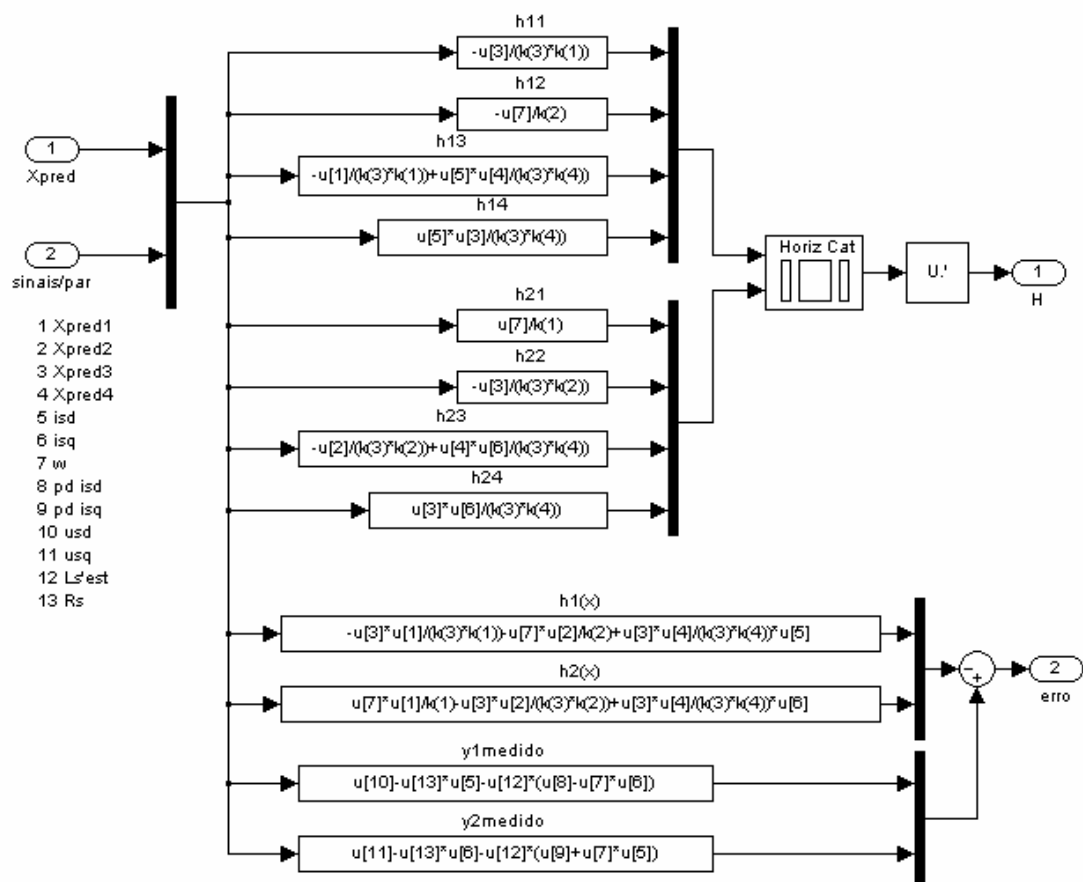 h11
-u[3]/(k(3)*k(1))
h12
-u[7]/k(2)
h13
-u[1]/(k(3)*k(1))+u[5]*u[4]/(k(3)*k(4))
h14
u[5]*u[3]/(k(3)*k(4))
1
Xpred
2
sinais/par
Horiz Cat
U.'
1
H
h21
u[7]/k(1)
h22
-u[3]/(k(3)*k(2))
h23
-u[2]/(k(3)*k(2))+u[4]*u[6]/(k(3)*k(4))
h24
u[3]*u[6]/(k(3)*k(4))
1 Xpred1
2 Xpred2
3 Xpred3
4 Xpred4
5 isd
6 isq
7 w
8 pd isd
9 pd isq
10 usd
11 usq
12 Ls'est
13 Rs
h1(x)
-u[3]*u[1]/(k(3)*k(1))-u[7]*u[2]/k(2)+u[3]*u[4]/(k(3)*k(4))*u[5]
h2(x)
u[7]*u[1]/k(1)-u[3]*u[2]/(k(3)*k(2))+u[3]*u[4]/(k(3)*k(4))*u[6]
2
erro
y1medido
u[10]-u[13]*u[5]-u[12]*(u[8]-u[7]*u[6])
y2medido
u[11]-u[13]*u[6]-u[12]*(u[9]+u[7]*u[5])